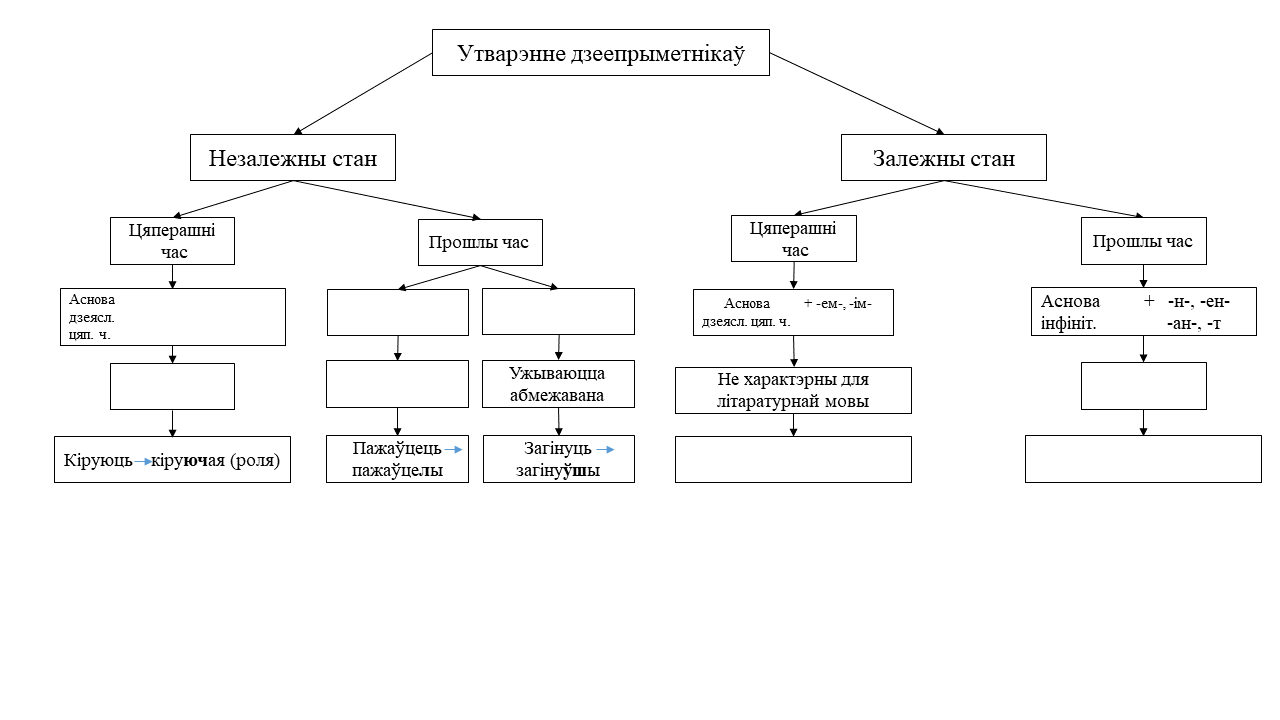 Утварэнне дзеепрыметнікаў
Незалежны стан
Залежны стан
Цяперашні
час
Прошлы час
Цяперашні
час
Прошлы час
Аснова
дзеясл.
цяп. ч.
Аснова + -ем-, -ім-
дзеясл. цяп. ч.
Аснова + -н-, -ен-
інфініт. -ан-, -т
Ужываюцца
абмежавана
Не характэрны для
літаратурнай мовы
Кіруюць кіруючая (роля)
Пажаўцець
пажаўцелы
Загінуць
загінуўшы